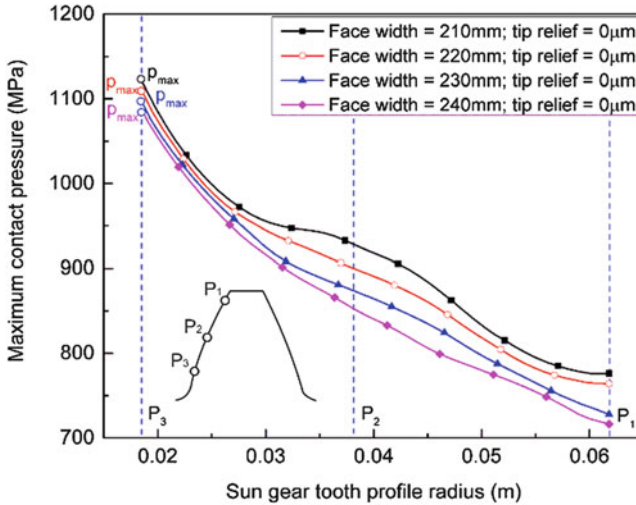 Face width = 210mm; tip relief = 0μm
Face width = 220mm; tip relief = 0μm
Face width = 230mm; tip relief = 0μm
Face width = 240mm; tip relief = 0μm
1200
1100
1000
900
800
700
Maximum contact pressure (MPa)
pmax
pmax
pmax
pmax
P1
P2
P3
P3
P2
P1
0.02
0.03
0.04
0.05
0.06
Sun gear tooth profile radius (m)